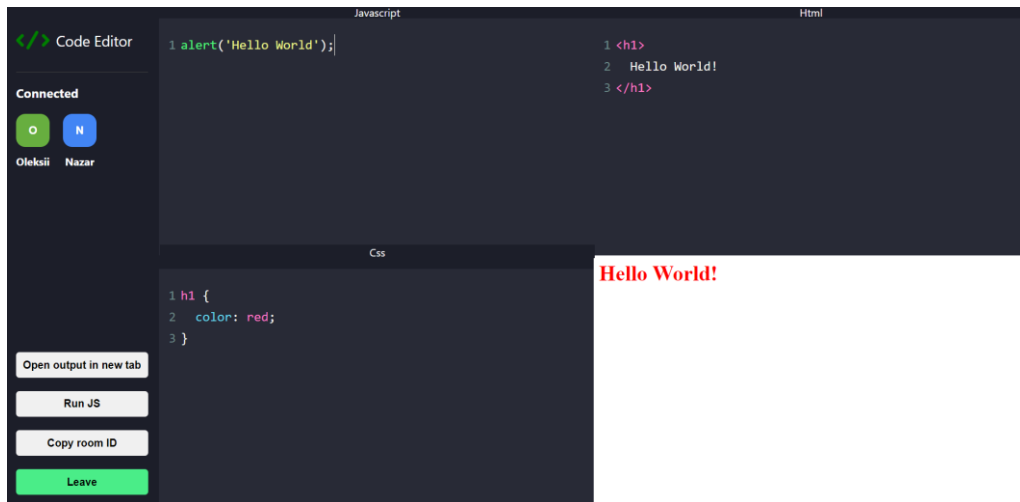 </> Code Editor
Connected
O N
Oleksii Nazar
Open output in new tab
Run JS
Copy room ID
Leave
Javascript
1 alert('Hello World');
Html
1 <h1>
2 Hello World!
3 </h1>
Css
1 h1 {
2 color: red;
3 }
Hello World!